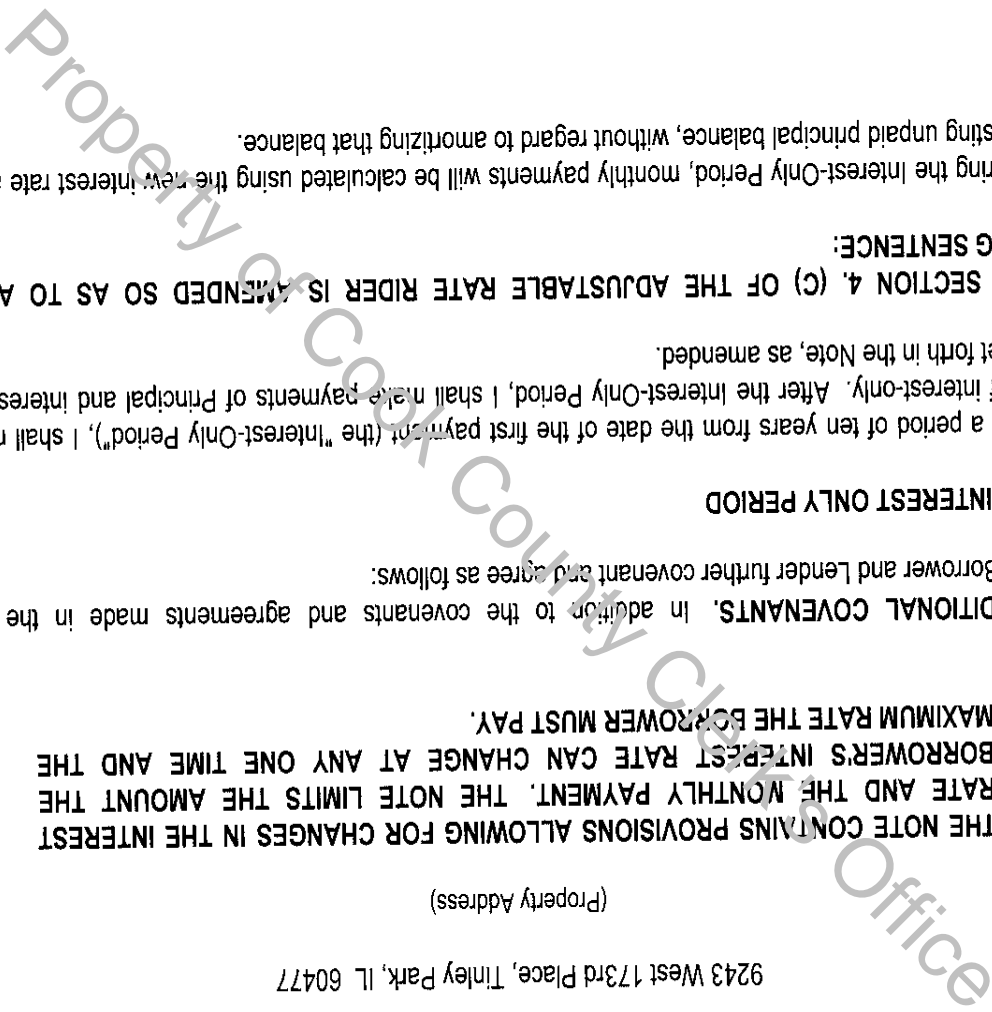 9243 West 173rd Place, Tinley Park, IL 60477
(Property Address)
THE NOTE CONTAINS PROVISIONS ALLOWING FOR CHANGES IN THE INTEREST
RATE AND THE MONTHLY PAYMENT. THE NOTE LIMITS THE AMOUNT THE
BORROWER'S INTEREST RATE CAN CHANGE AT ANY ONE TIME AND THE
MAXIMUM RATE THE BORROWER MUST PAY.
DITIONAL COVENANTS. In addition to the covenants and agreements made in the
Borrower and Lender further covenant and agree as follows:
INTEREST ONLY PERIOD
a period of ten years from the date of the first payment (the "Interest-Only Period"), I shall
interest-only. After the Interest-Only Period, I shall make payments of Principal and interes
et forth in the Note, as amended.
SECTION 4. (C) OF THE ADJUSTABLE RATE RIDER IS AMENDED SO AS TO A
G SENTENCE:
ring the Interest-Only Period, monthly payments will be calculated using the new interest rate
sting unpaid principal balance, without regard to amortizing that balance.
Property of Cook County Clerk's Office